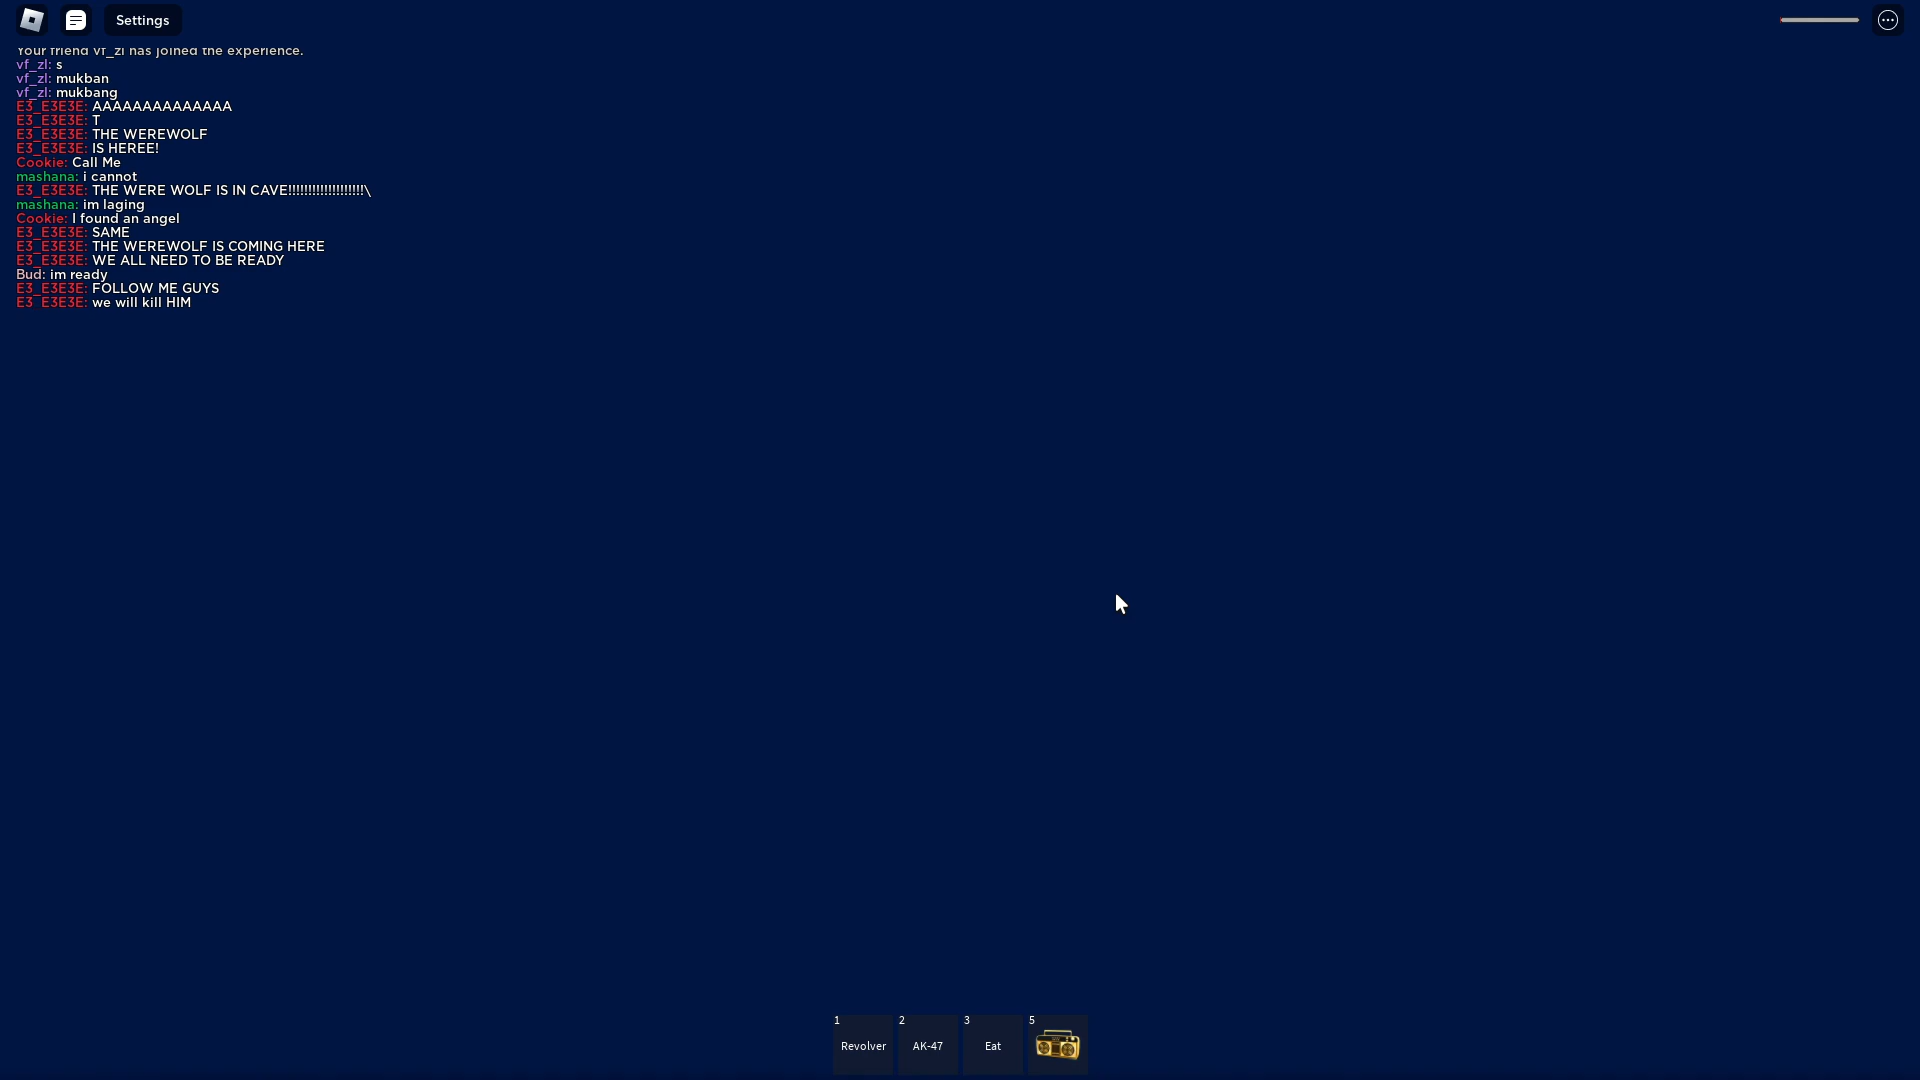 Settings
Your friend vf_zl has joined the experience.
vf_zl: s
vf_zl: mukban
vf_zl: mukbang
E3_E3E3E: AAAAAAAAAAAAAA
E3_E3E3E: T
E3_E3E3E: THE WEREWOLF
E3_E3E3E: IS HEREE!
Cookie: Call Me
mashana: i cannot
E3_E3E3E: THE WERE WOLF IS IN CAVE!!!!!!!!!!!!!!!!!!!\
mashana: im laging
Cookie: I found an angel
E3_E3E3E: SAME
E3_E3E3E: THE WEREWOLF IS COMING HERE
E3_E3E3E: WE ALL NEED TO BE READY
Bud: im ready
E3_E3E3E: FOLLOW ME GUYS
E3_E3E3E: we will kill HIM
1 2 3 5
Revolver AK-47 Eat